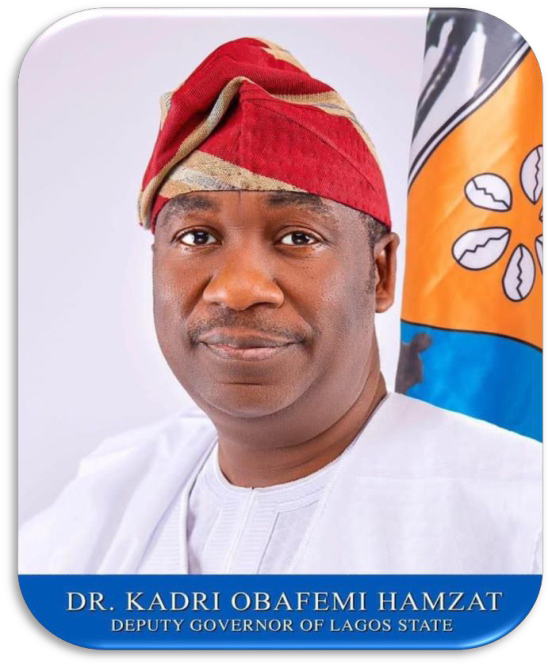 DR. KADRI OBAFEMI HAMZAT
DEPUTY GOVERNOR OF LAGOS STATE